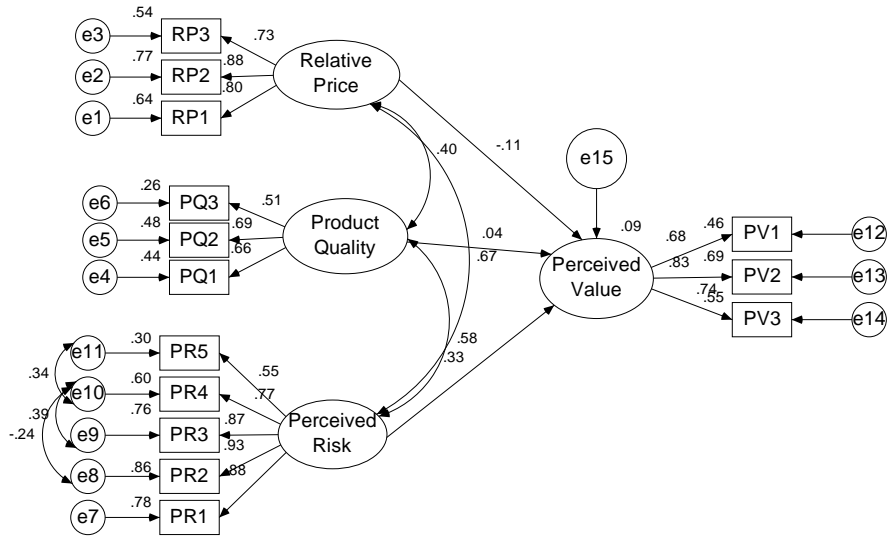 .54
e3
RP3
.73
Relative
Price
.77
e2
RP2
.88
.64
e1
RP1
.80
.40
-.11
e15
.26
e6
PQ3
.51
Product
Quality
.48
e5
PQ2
.69
.44
e4
PQ1
.66
.04
.67
.09
Perceived
Value
.68
.46
PV1
e12
.83
.69
PV2
e13
.74
.55
PV3
e14
.30
e11
PR5
.55
.58
.33
.34
.60
e10
PR4
.77
Perceived
Risk
.39
.76
e9
PR3
.87
-.24
.86
e8
PR2
.93
.78
e7
PR1
.88